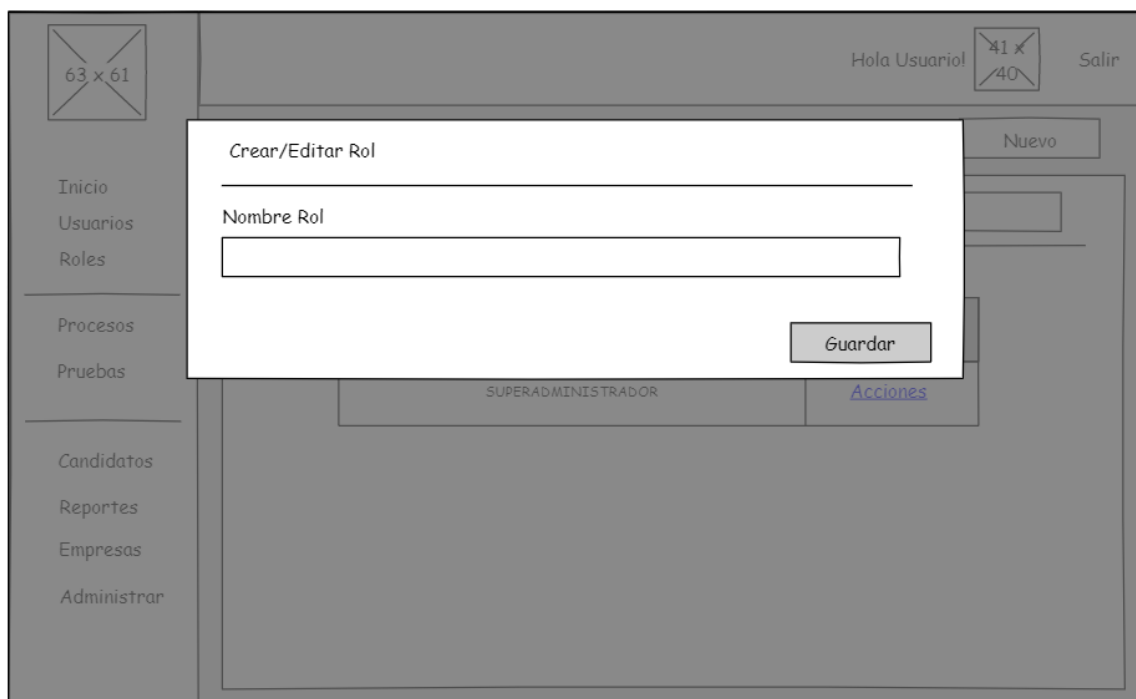 63 x 61
Hola Usuario!
41 x
40
Salir
Nuevo
Crear/Editar Rol
Nombre Rol
Guardar
Inicio
Usuarios
Roles
Procesos
Pruebas
Candidatos
Reportes
Empresas
Administrar
SUPERADMINISTRADOR
Acciones